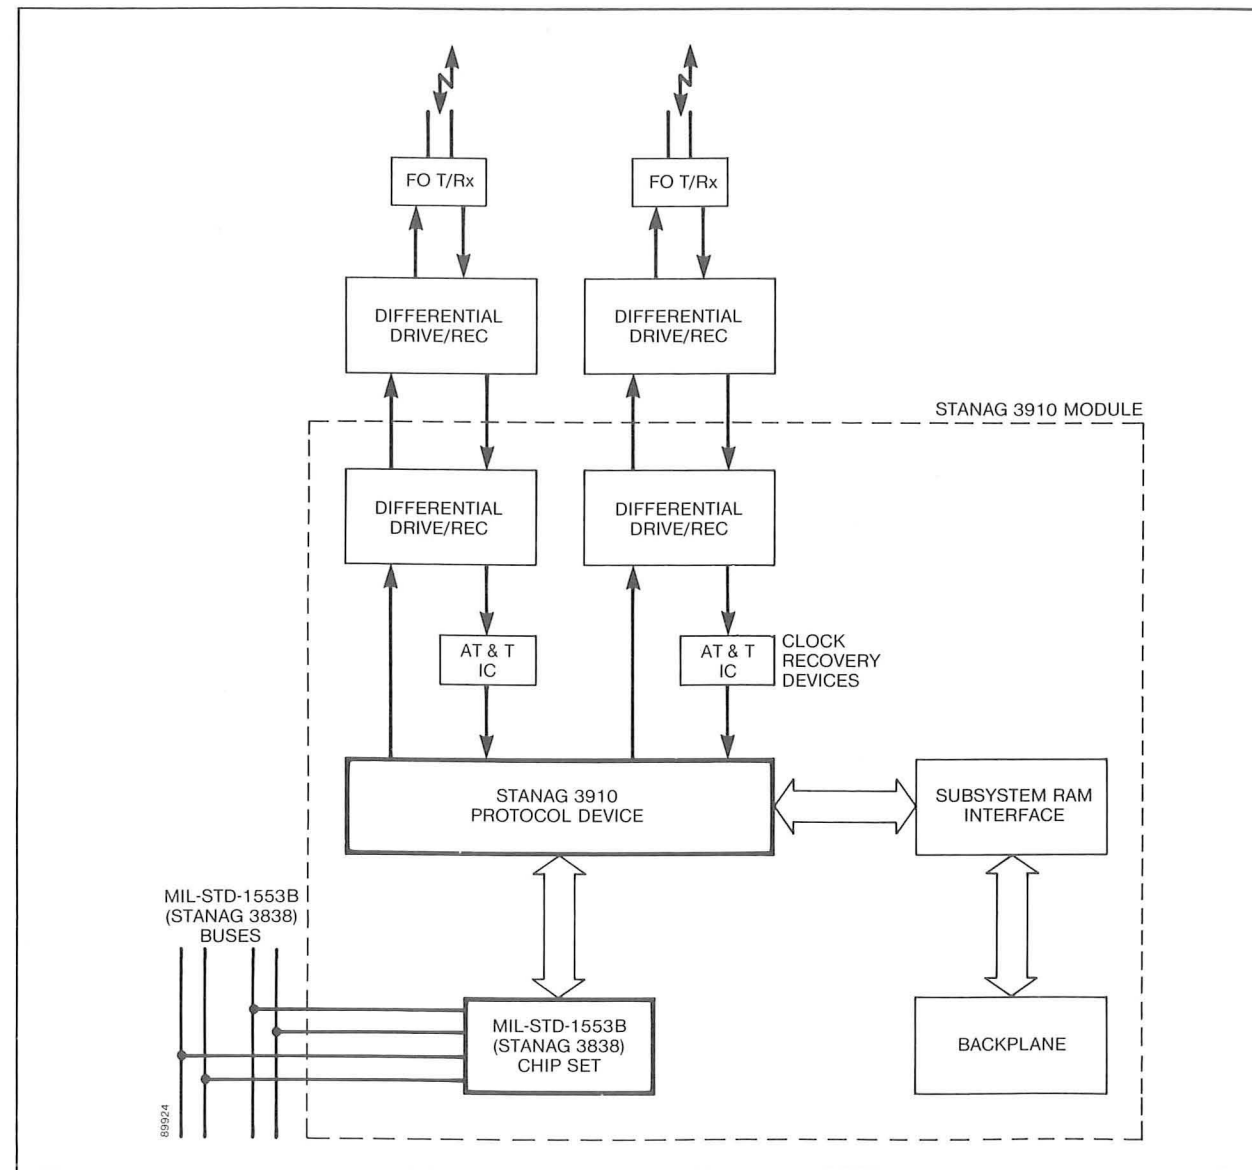 FO T/Rx
FO T/Rx
DIFFERENTIAL
DRIVE/REC
DIFFERENTIAL
DRIVE/REC
STANAG 3910 MODULE
DIFFERENTIAL
DRIVE/REC
DIFFERENTIAL
DRIVE/REC
AT & T
IC
AT & T
IC
CLOCK
RECOVERY
DEVICES
STANAG 3910
PROTOCOL DEVICE
SUBSYSTEM RAM
INTERFACE
MIL-STD-1553B
(STANAG 3838)
BUSES
MIL-STD-1553B
(STANAG 3838)
CHIP SET
BACKPLANE
89924